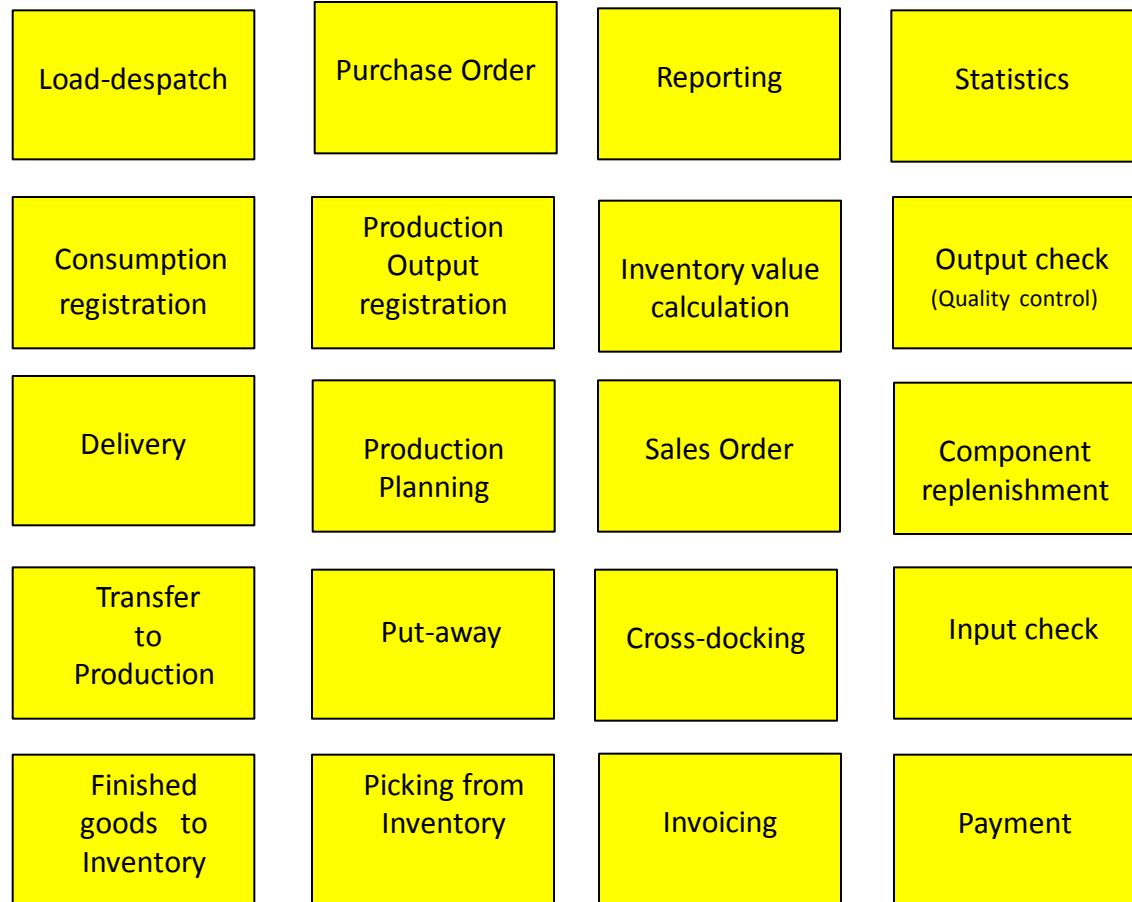 Load-despatch
Purchase Order
Reporting
Statistics
Consumption
registration
Production
Output
registration
Inventory value
calculation
Output check
(Quality control)
Delivery
Production
Planning
Sales Order
Component
replenishment
Transfer
to
Production
Put-away
Cross-docking
Input check
Finished
goods to
Inventory
Picking from
Inventory
Invoicing
Payment